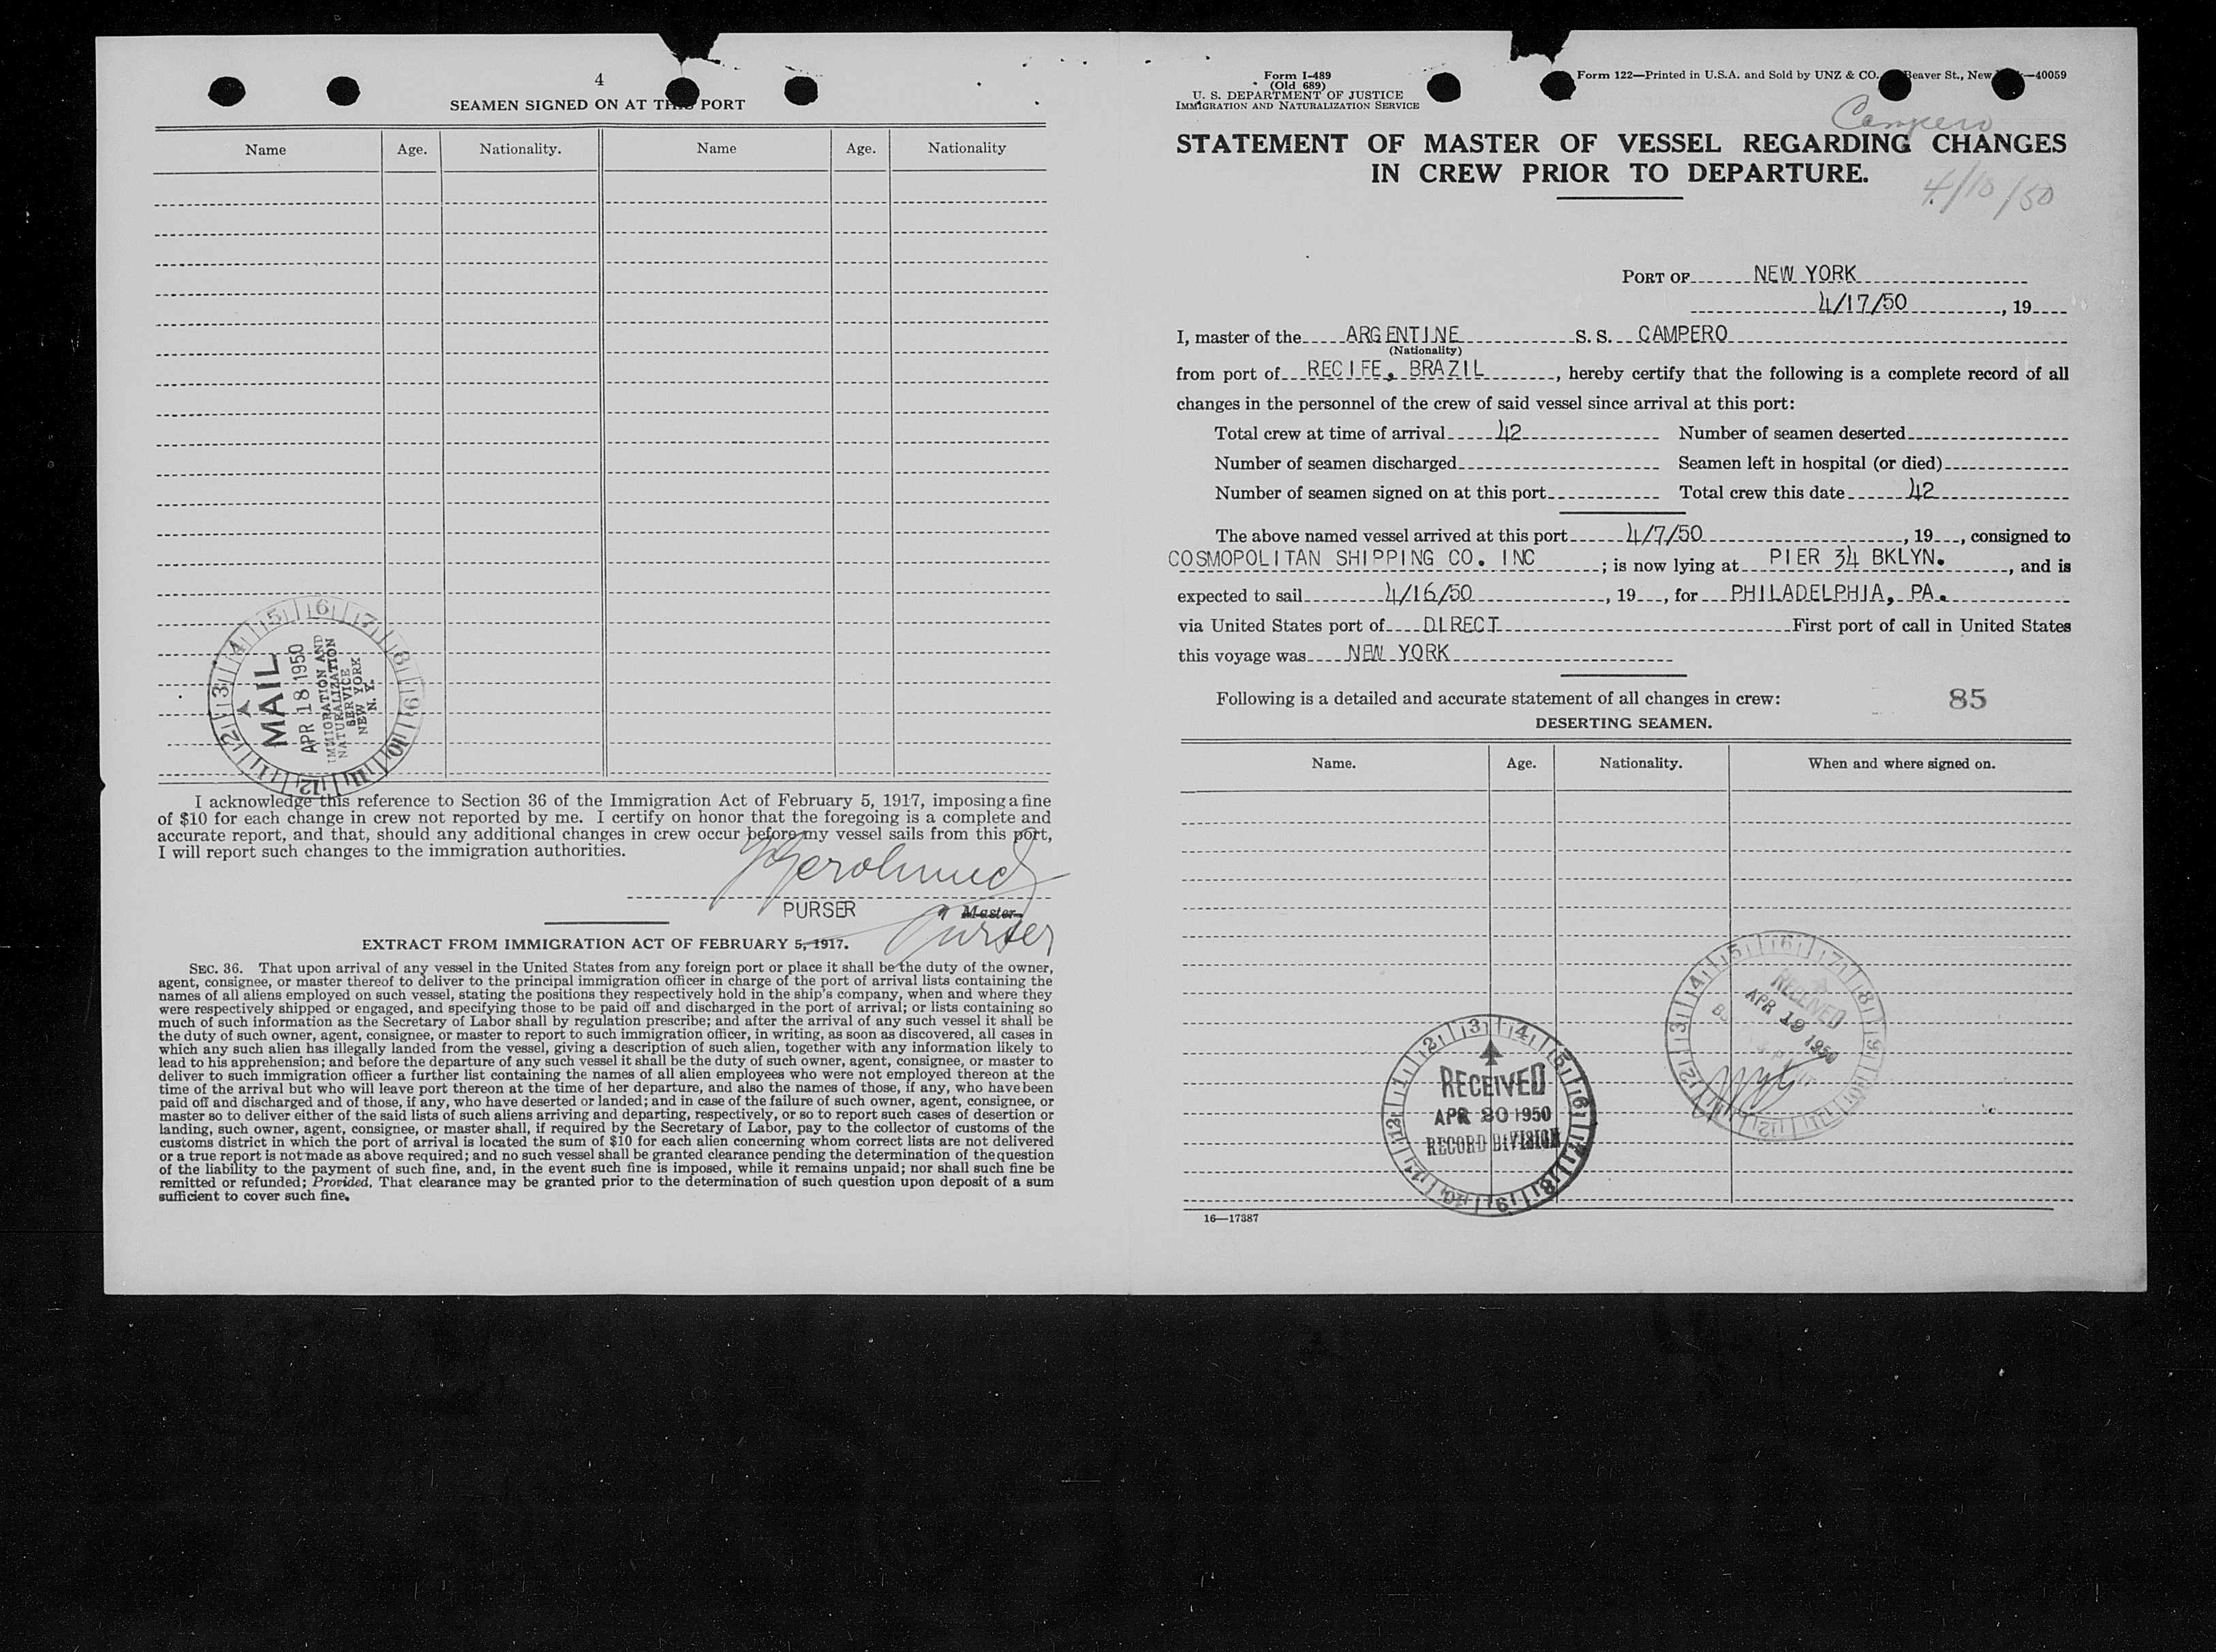 4
SEAMEN SIGNED ON AT THIS PORT
Name Age. Nationality. Name Age. Nationality
MAIL
APR 18 1950
IMMIGRATION AND
NATURALIZATION
SERVICE
NEW YORK
N. Y.
1 2 3 4 5 6 7 8 9 10 11 12
I acknowledge this reference to Section 36 of the Immigration Act of February 5, 1917, imposing a fine
of $10 for each change in crew not reported by me. I certify on honor that the foregoing is a complete and
accurate report, and that, should any additional changes in crew occur before my vessel sails from this port,
I will report such changes to the immigration authorities.
PURSER Master.
Purser
EXTRACT FROM IMMIGRATION ACT OF FEBRUARY 5, 1917.
SEC. 36. That upon arrival of any vessel in the United States from any foreign port or place it shall be the duty of the owner,
agent, consignee, or master thereof to deliver to the principal immigration officer in charge of the port of arrival lists containing the
names of all aliens employed on such vessel, stating the positions they respectively hold in the ship's company, when and where they
were respectively shipped or engaged, and specifying those to be paid off and discharged in the port of arrival; or lists containing so
much of such information as the Secretary of Labor shall by regulation prescribe; and after the arrival of any such vessel it shall be
the duty of such owner, agent, consignee, or master to report to such immigration officer, in writing, as soon as discovered, all cases in
which any such alien has illegally landed from the vessel, giving a description of such alien, together with any information likely to
lead to his apprehension; and before the departure of any such vessel it shall be the duty of such owner, agent, consignee, or master to
deliver to such immigration officer a further list containing the names of all alien employees who were not employed thereon at the
time of the arrival but who will leave port thereon at the time of her departure, and also the names of those, if any, who have been
paid off and discharged and of those, if any, who have deserted or landed; and in case of the failure of such owner, agent, consignee, or
master so to deliver either of the said lists of such aliens arriving and departing, respectively, or so to report such cases of desertion or
landing, such owner, agent, consignee, or master shall, if required by the Secretary of Labor, pay to the collector of customs of the
customs district in which the port of arrival is located the sum of $10 for each alien concerning whom correct lists are not delivered
or a true report is not made as above required; and no such vessel shall be granted clearance pending the determination of the question
of the liability to the payment of such fine, and, in the event such fine is imposed, while it remains unpaid; nor shall such fine be
remitted or refunded; Provided, That clearance may be granted prior to the determination of such question upon deposit of a sum
sufficient to cover such fine.
Form I-489
(Old 689)
U. S. DEPARTMENT OF JUSTICE
IMMIGRATION AND NATURALIZATION SERVICE
Form 122—Printed in U.S.A. and Sold by UNZ & CO. Beaver St., New —40059
Campero
STATEMENT OF MASTER OF VESSEL REGARDING CHANGES
IN CREW PRIOR TO DEPARTURE.
4/10/50
PORT OF NEW YORK
4/17/50, 19
I, master of the ARGENTINE S. S. CAMPERO
(Nationality)
from port of RECIFE, BRAZIL, hereby certify that the following is a complete record of all
changes in the personnel of the crew of said vessel since arrival at this port:
Total crew at time of arrival 42 Number of seamen deserted
Number of seamen discharged Seamen left in hospital (or died)
Number of seamen signed on at this port Total crew this date 42
The above named vessel arrived at this port 4/7/50, 19, consigned to
COSMOPOLITAN SHIPPING CO. INC; is now lying at PIER 34 BKLYN., and is
expected to sail 4/16/50, 19, for PHILADELPHIA, PA.
via United States port of DIRECT First port of call in United States
this voyage was NEW YORK
Following is a detailed and accurate statement of all changes in crew: 85
DESERTING SEAMEN.
Name. Age. Nationality. When and where signed on.
RECEIVED
APR 19 1950
RECEIVED
APR 20 1950
RECORD DIVISION
16—17387